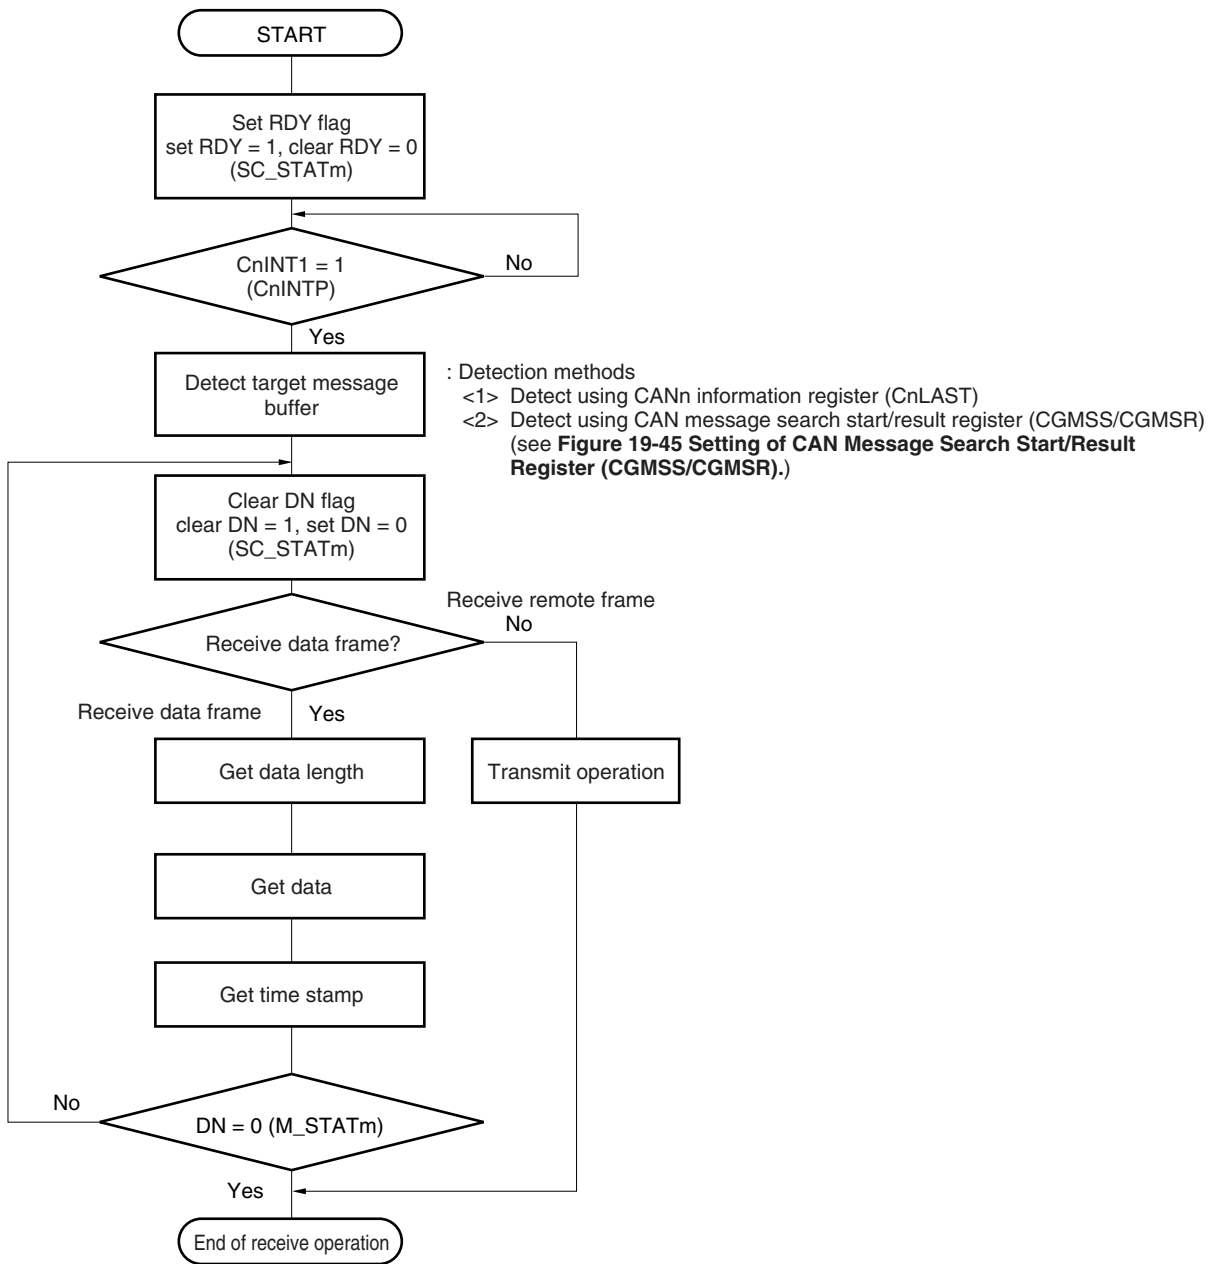 START
Set RDY flag
set RDY = 1, clear RDY = 0
(SC_STATm)
CnINT1 = 1
(CnINTP)
No
Yes
Detect target message
buffer
: Detection methods
<1> Detect using CANn information register (CnLAST)
<2> Detect using CAN message search start/result register (CGMSS/CGMSR)
(see Figure 19-45 Setting of CAN Message Search Start/Result
Register (CGMSS/CGMSR).)
Clear DN flag
clear DN = 1, set DN = 0
(SC_STATm)
Receive remote frame
No
Receive data frame?
Receive data frame
Yes
Get data length
Transmit operation
Get data
Get time stamp
No
DN = 0 (M_STATm)
Yes
End of receive operation